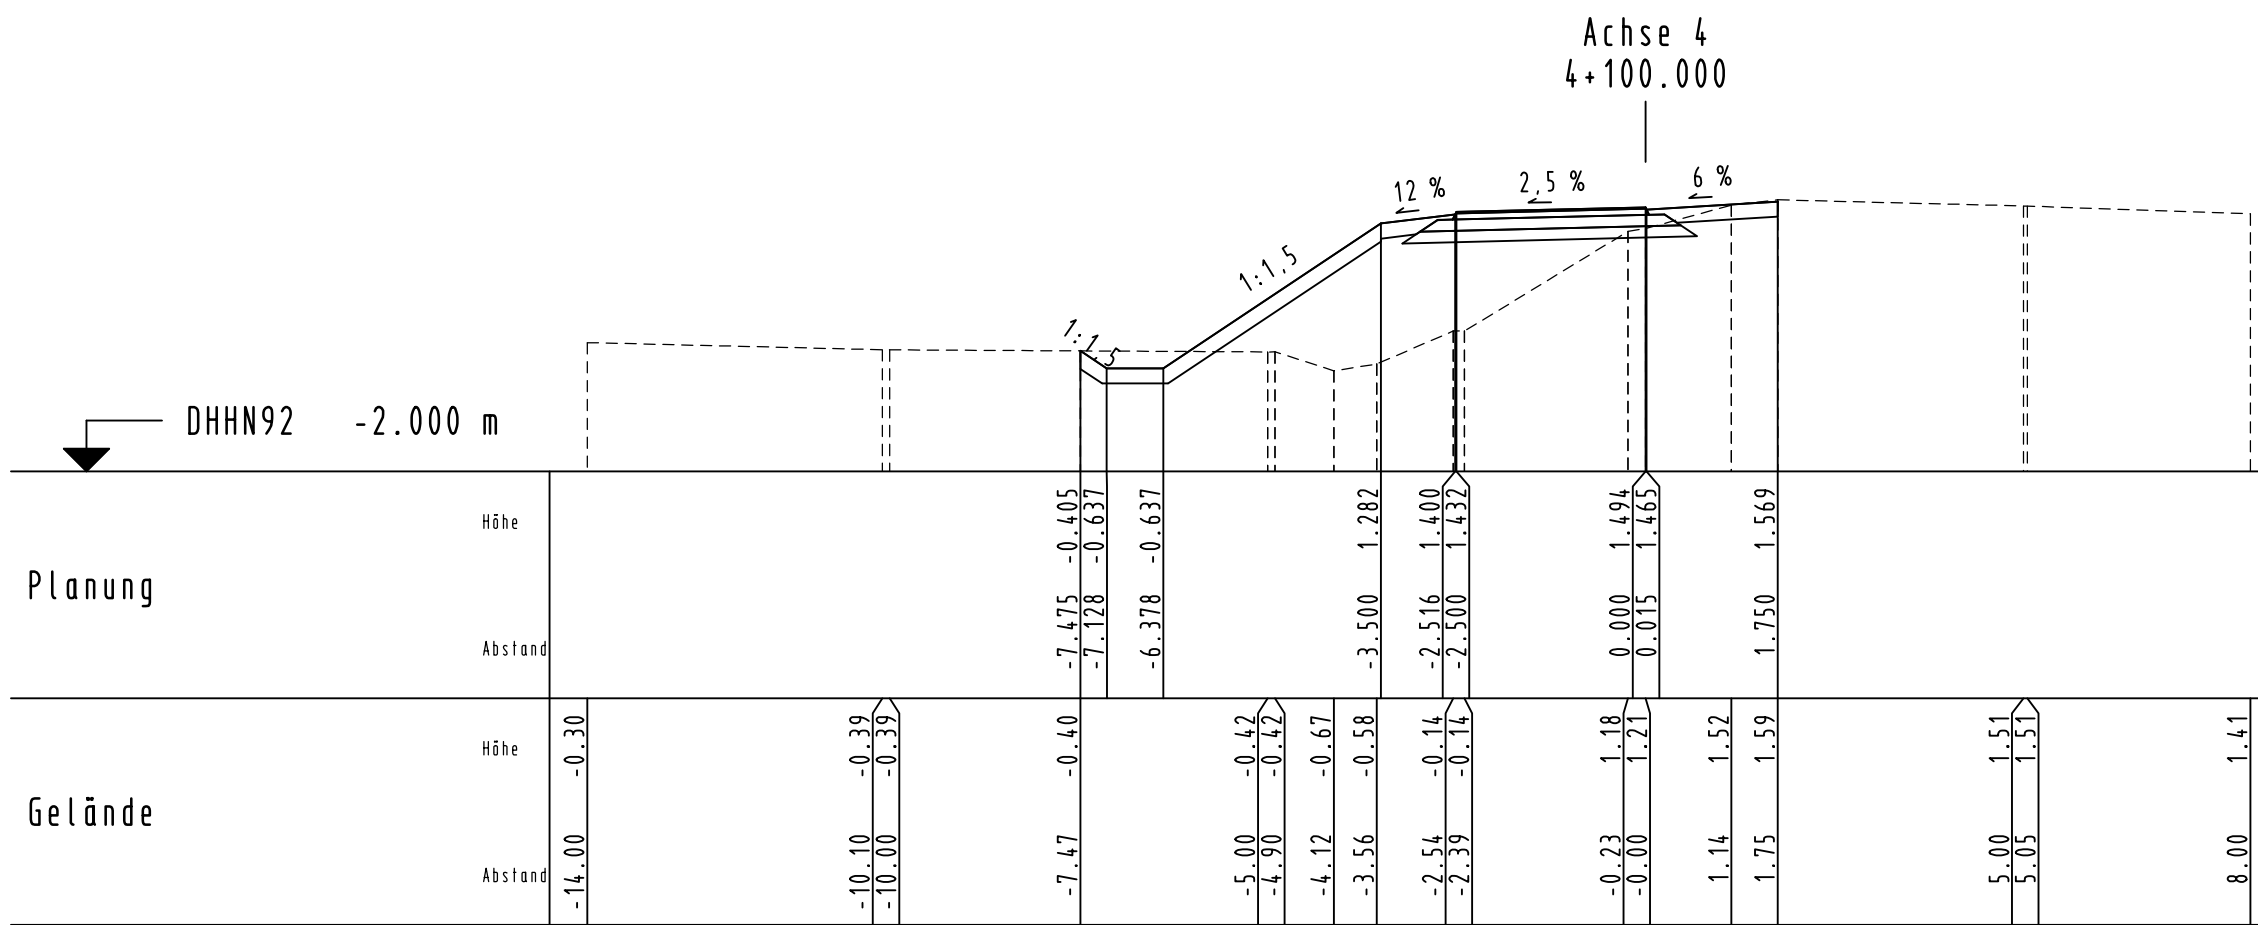 Achse 4
4+100.000
12 %
2,5 %
6 %
1:1,5
1:1,5
DHHN92 -2.000 m
Planung
Höhe
-0.405 -0.637 -0.637 1.282 1.400 1.432 1.494 1.465 1.569
Abstand
-7.475 -7.128 -6.378 -3.500 -2.516 -2.500 0.000 0.015 1.750
Gelände
Höhe
-0.30 -0.39 -0.39 -0.40 -0.42 -0.42 -0.67 -0.58 -0.14 -0.14 1.18 1.21 1.52 1.59 1.51 1.51 1.41
Abstand
-14.00 -10.10 -10.00 -7.47 -5.00 -4.90 -4.12 -3.56 -2.54 -2.39 -0.23 -0.00 1.14 1.75 5.00 5.05 8.00